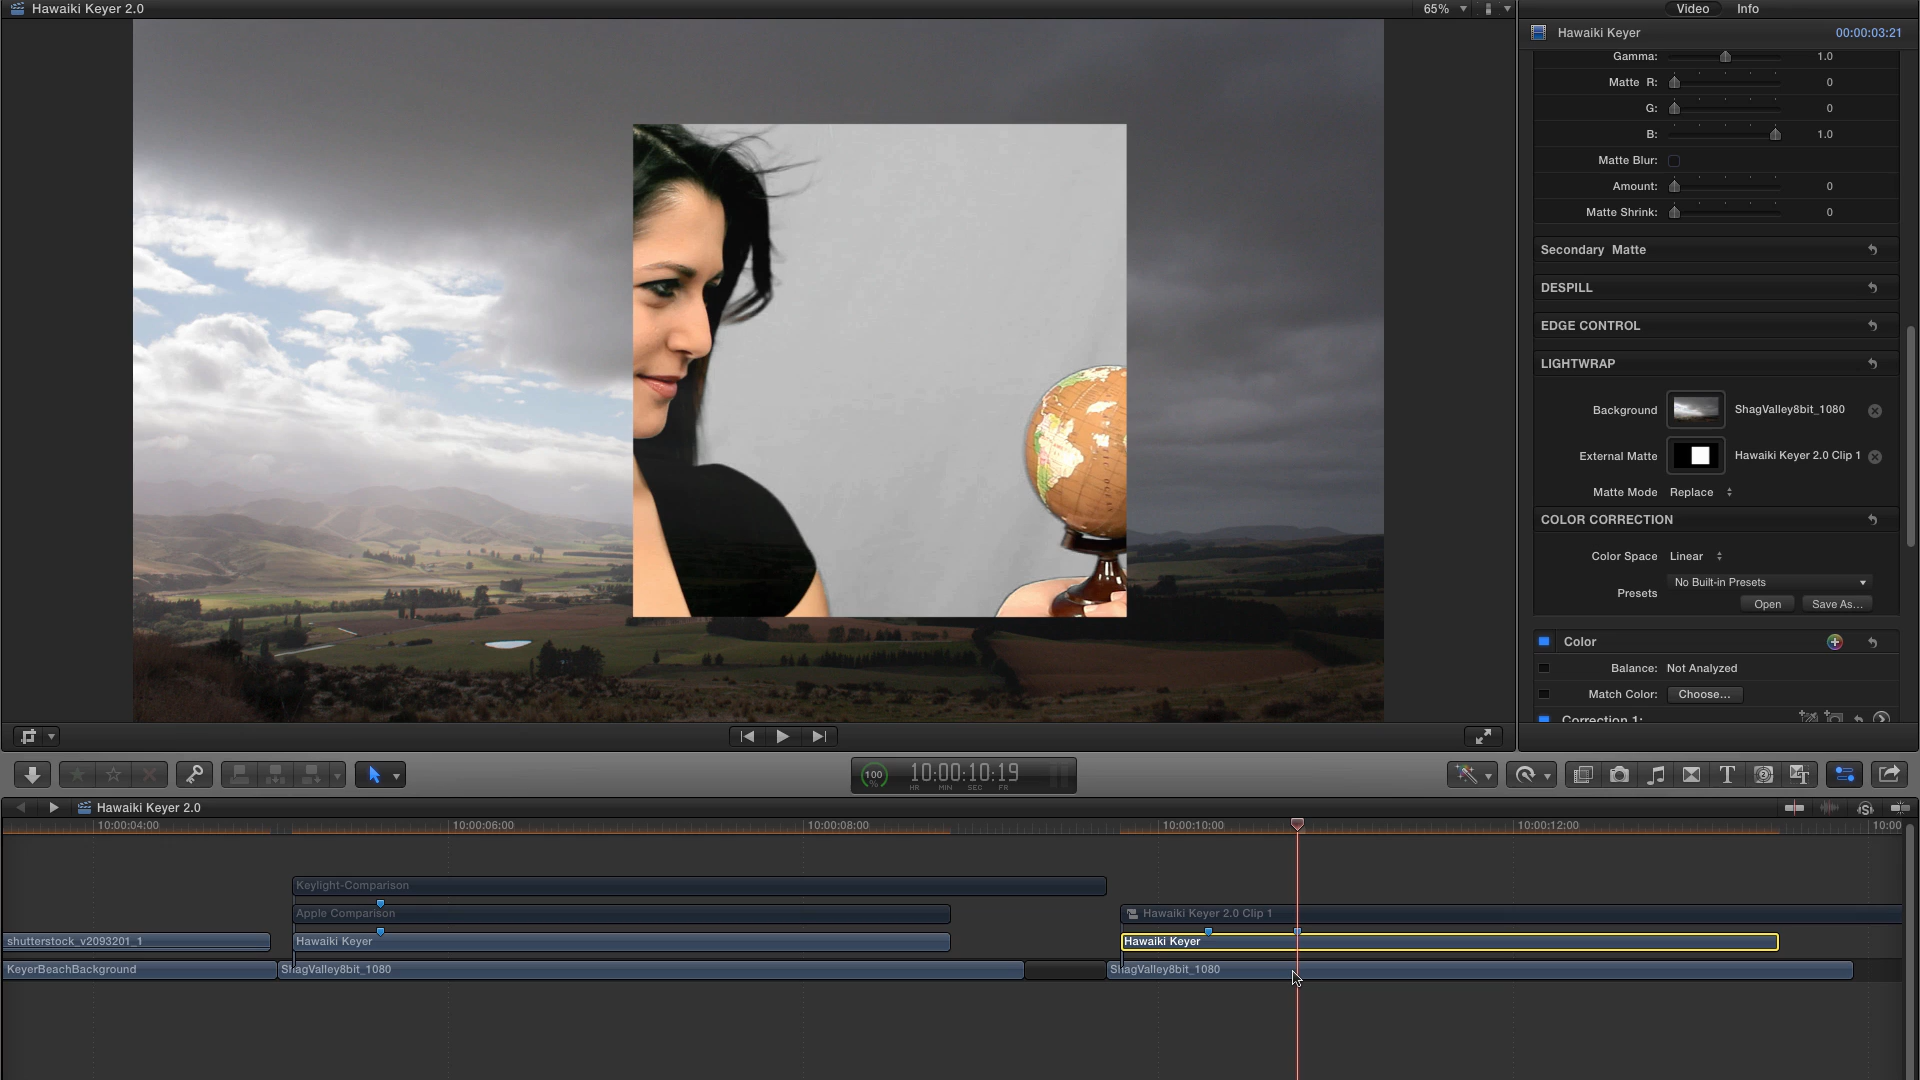 Hawaiki Keyer 2.0
65%
Video Info
Hawaiki Keyer 00:00:03:21
Gamma: 1.0
Matte R: 0
G: 0
B: 1.0
Matte Blur:
Amount: 0
Matte Shrink: 0
Secondary Matte
DESPILL
EDGE CONTROL
LIGHTWRAP
Background ShagValley8bit_1080
External Matte Hawaiki Keyer 2.0 Clip 1
Matte Mode Replace
COLOR CORRECTION
Color Space Linear
Presets No Built-in Presets
Open Save As...
Color
Balance: Not Analyzed
Match Color: Choose...
Correction 1:
100 %
10:00:10:19
HR MIN SEC FR
Hawaiki Keyer 2.0
10:00:04:00 10:00:06:00 10:00:08:00 10:00:10:00 10:00:12:00 10:00
Keylight-Comparison
Apple Comparison Hawaiki Keyer 2.0 Clip 1
shutterstock_v2093201_1 Hawaiki Keyer Hawaiki Keyer
KeyerBeachBackground ShagValley8bit_1080 ShagValley8bit_1080